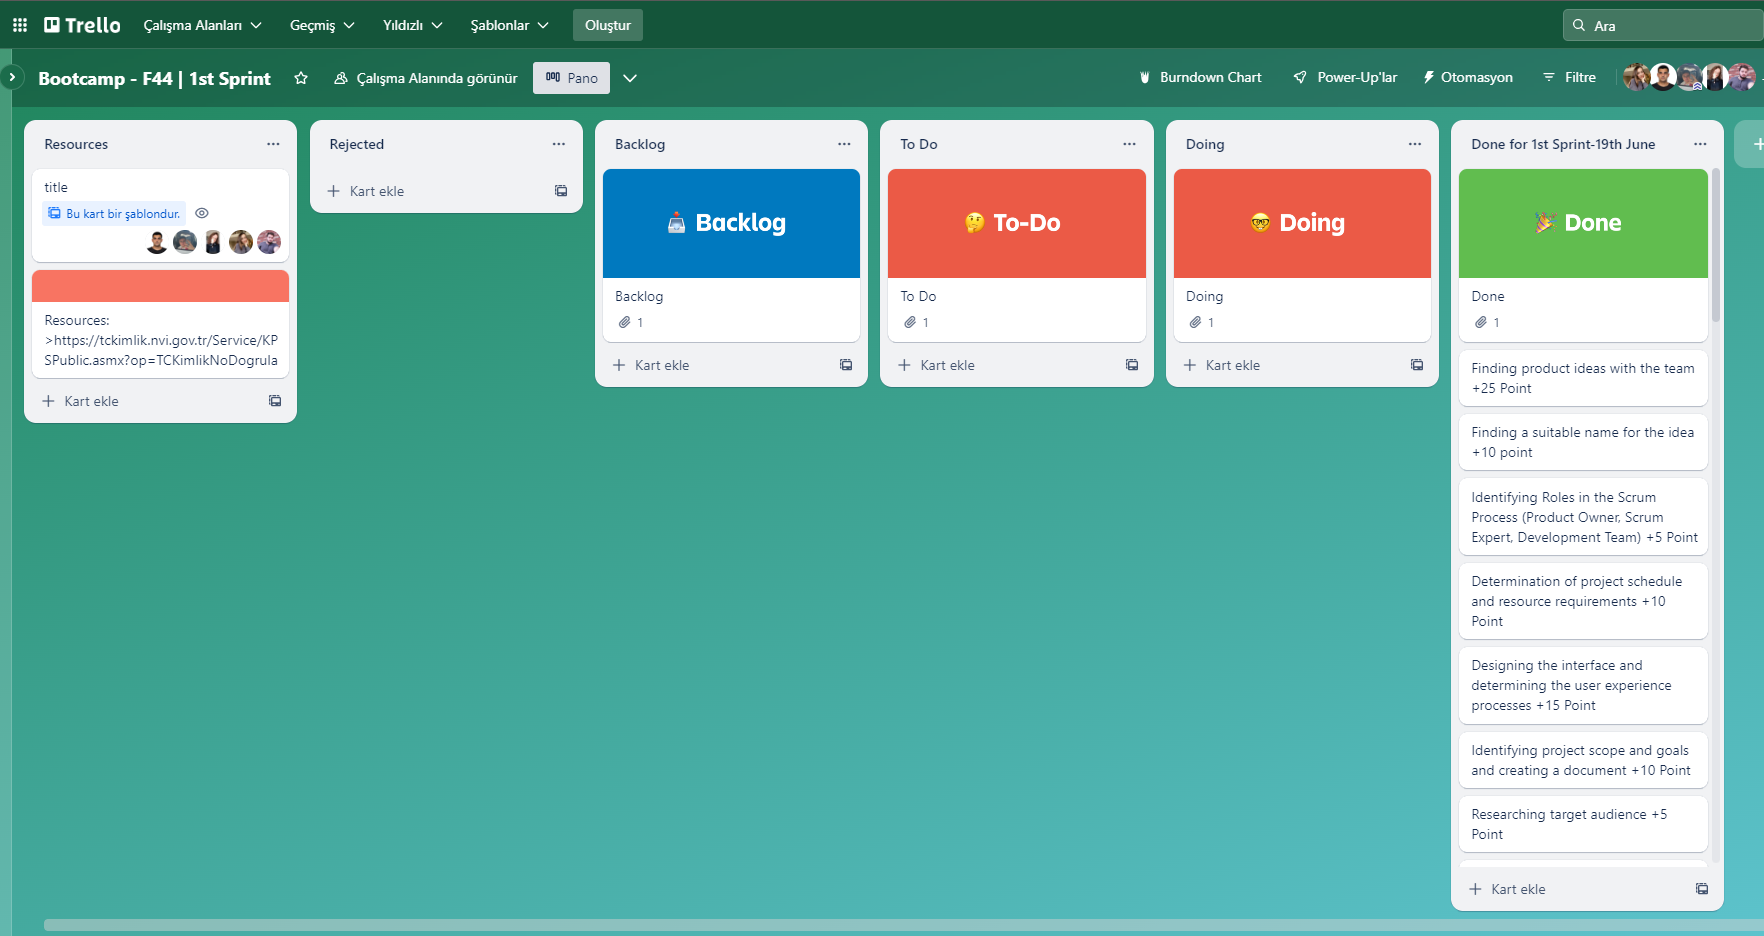 Trello
Çalışma Alanları
Geçmiş
Yıldızlı
Şablonlar
Oluştur
Ara
Bootcamp - F44 | 1st Sprint
Çalışma Alanında görünür
Pano
Burndown Chart
Power-Up'lar
Otomasyon
Filtre
Resources
title
Bu kart bir şablondur.
Resources:
>https://tckimlik.nvi.gov.tr/Service/KP
SPublic.asmx?op=TCKimlikNoDogrula
+ Kart ekle
Rejected
+ Kart ekle
Backlog
Backlog
Backlog
1
+ Kart ekle
To Do
To-Do
To Do
1
+ Kart ekle
Doing
Doing
Doing
1
+ Kart ekle
Done for 1st Sprint-19th June
Done
Done
1
Finding product ideas with the team
+25 Point
Finding a suitable name for the idea
+10 point
Identifying Roles in the Scrum
Process (Product Owner, Scrum
Expert, Development Team) +5 Point
Determination of project schedule
and resource requirements +10
Point
Designing the interface and
determining the user experience
processes +15 Point
Identifying project scope and goals
and creating a document +10 Point
Researching target audience +5
Point
+ Kart ekle